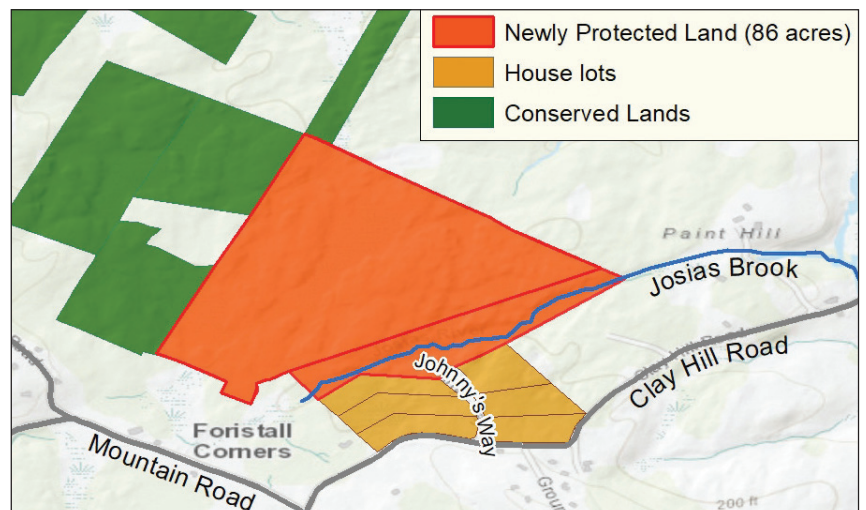 Newly Protected Land (86 acres)
House lots
Conserved Lands
Paint Hill
Josias Brook
Clay Hill Road
Johnny's Way
Foristall
Corners
Mountain Road
200 ft